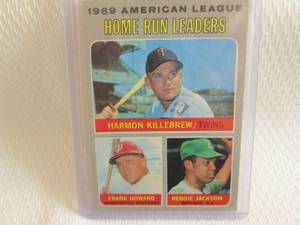 1969 AMERICAN LEAGUE
HOME RUN LEADERS
HARMON KILLEBREW/TWINS
FRANK HOWARD
REGGIE JACKSON